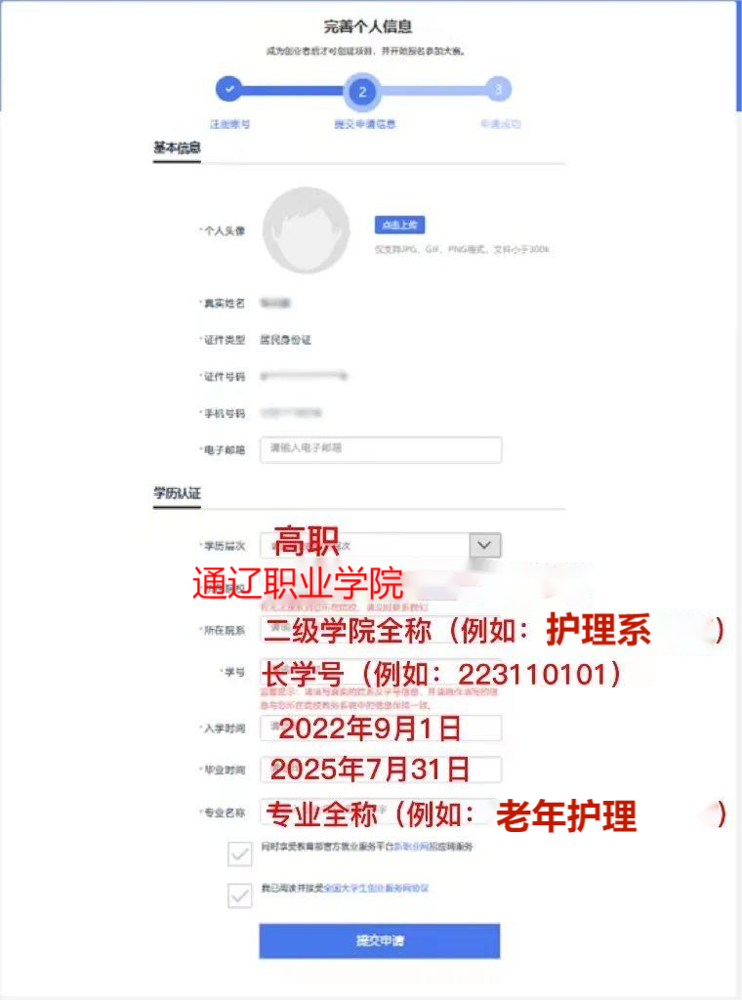 完善个人信息
成为创业者后才可创建项目，并开始报名参加大赛。
2
3
注册账号
提交申请信息
申请成功
基本信息
*个人头像
点击上传
仅支持JPG、GIF、PNG格式，文件小于300k
*真实姓名
*证件类型 居民身份证
*证件号码
*手机号码
*电子邮箱 请输入电子邮箱
学历认证
*学历层次 高职
通辽职业学院
*所在院系 二级学院全称（例如：护理系）
*学号 长学号（例如：223110101）
温馨提示：请填写真实的院系及学号信息，并请确保填写的信
息与您所在院校教务系统中的信息保持一致。
*入学时间 2022年9月1日
*毕业时间 2025年7月31日
*专业名称 专业全称（例如：老年护理）
同时享受教育部官方就业服务平台新职业网招应聘服务
我已阅读并接受全国大学生创业服务网协议
提交申请